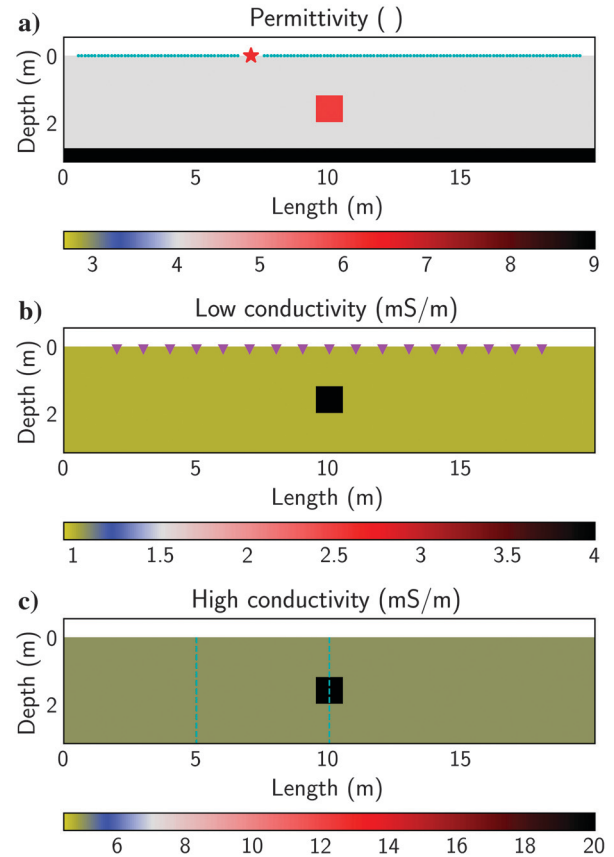 a)
Permittivity ( )
Depth (m)
0
2
0 5 10 15
Length (m)
3 4 5 6 7 8 9
b)
Low conductivity (mS/m)
Depth (m)
0
2
0 5 10 15
Length (m)
1 1.5 2 2.5 3 3.5 4
c)
High conductivity (mS/m)
Depth (m)
0
2
0 5 10 15
Length (m)
6 8 10 12 14 16 18 20